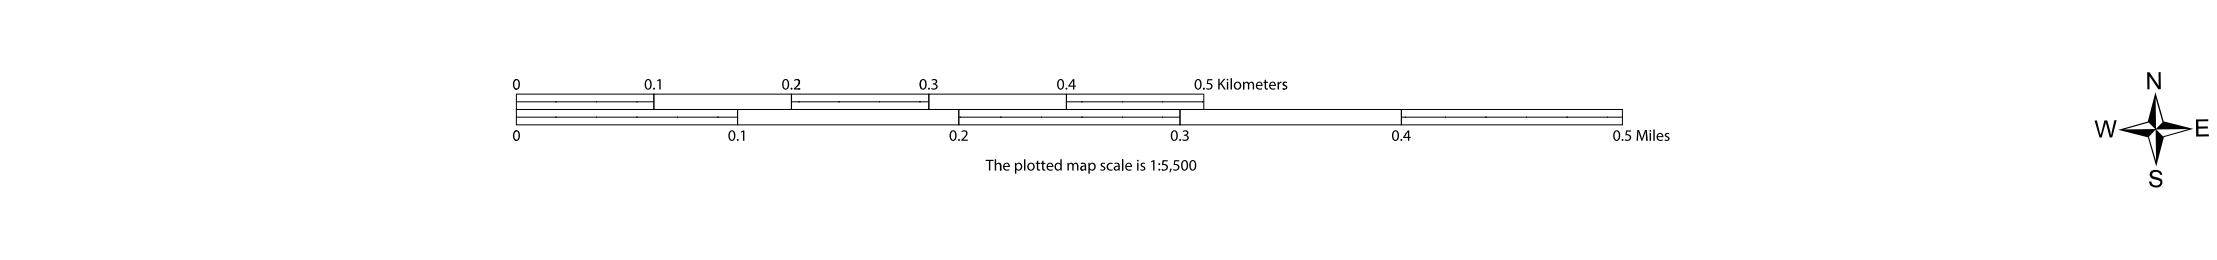 0 0.1 0.2 0.3 0.4 0.5 Kilometers
0 0.1 0.2 0.3 0.4 0.5 Miles
The plotted map scale is 1:5,500
N
W E
S